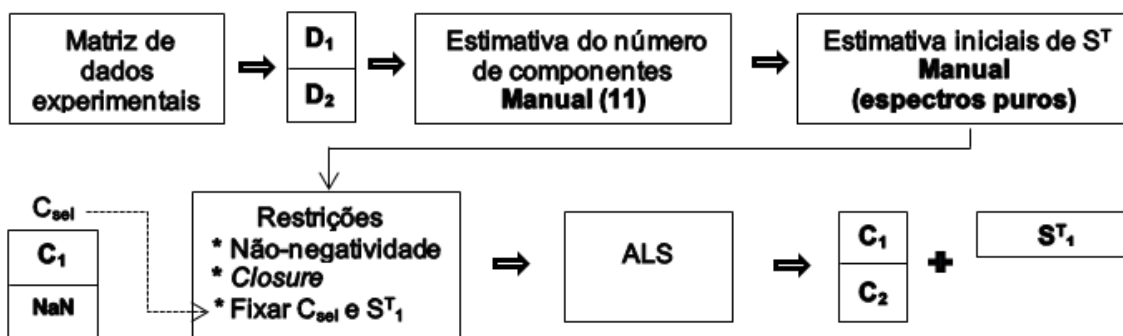 Matriz de
dados
experimentais
D₁
D₂
Estimativa do número
de componentes
Manual (11)
Estimativa iniciais de Sᵀ
Manual
(espectros puros)
C_sel
C₁
NaN
Restrições
* Não-negatividade
* Closure
* Fixar C_sel e Sᵀ₁
ALS
C₁
C₂
+
Sᵀ₁